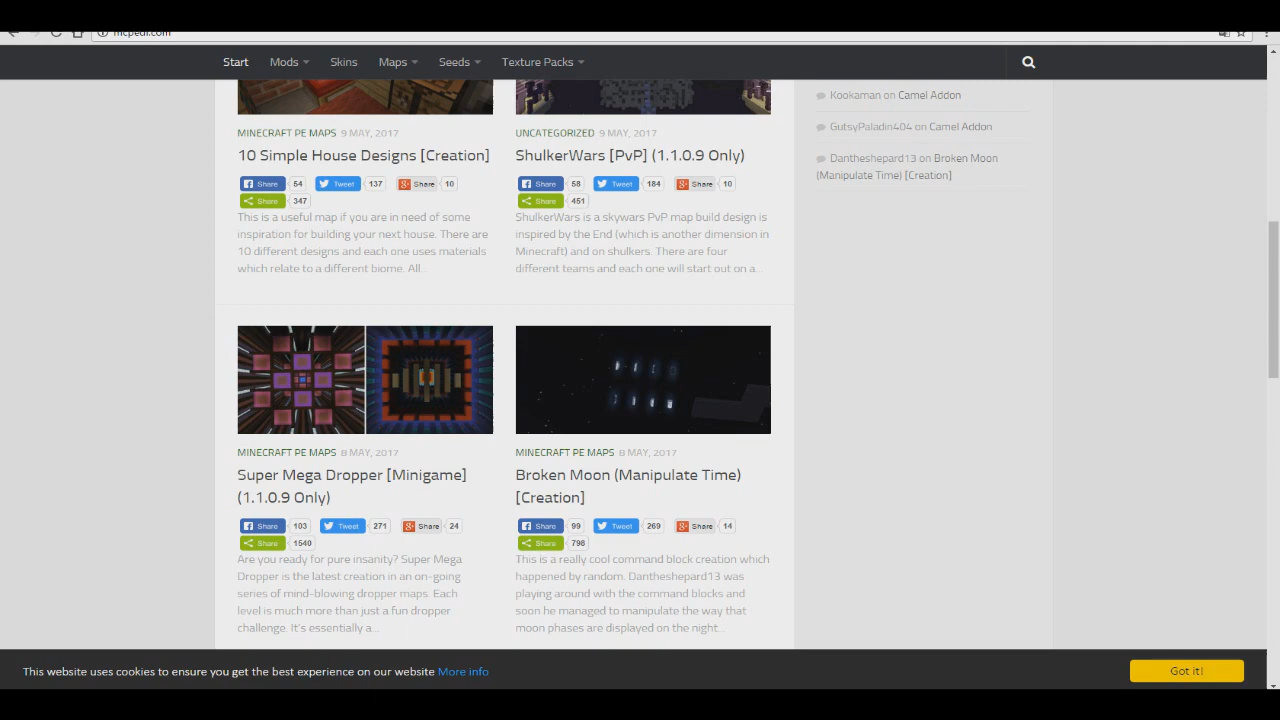 mcpedl.com
Start Mods Skins Maps Seeds Texture Packs
MINECRAFT PE MAPS 9 MAY, 2017
10 Simple House Designs [Creation]
Share 54 Tweet 137 Share 10
Share 347
This is a useful map if you are in need of some
inspiration for building your next house. There are
10 different designs and each one uses materials
which relate to a different biome. All...
UNCATEGORIZED 9 MAY, 2017
ShulkerWars [PvP] (1.1.0.9 Only)
Share 58 Tweet 184 Share 10
Share 451
ShulkerWars is a skywars PvP map build design is
inspired by the End (which is another dimension in
Minecraft) and on shulkers. There are four
different teams and each one will start out on a...
Kookaman on Camel Addon
GutsyPaladin404 on Camel Addon
Dantheshepard13 on Broken Moon
(Manipulate Time) [Creation]
MINECRAFT PE MAPS 8 MAY, 2017
Super Mega Dropper [Minigame]
(1.1.0.9 Only)
Share 103 Tweet 271 Share 24
Share 1540
Are you ready for pure insanity? Super Mega
Dropper is the latest creation in an on-going
series of mind-blowing dropper maps. Each
level is much more than just a fun dropper
challenge. It's essentially a...
MINECRAFT PE MAPS 8 MAY, 2017
Broken Moon (Manipulate Time)
[Creation]
Share 99 Tweet 269 Share 14
Share 798
This is a really cool command block creation which
happened by random. Dantheshepard13 was
playing around with the command blocks and
soon he managed to manipulate the way that
moon phases are displayed on the night...
This website uses cookies to ensure you get the best experience on our website More info
Got it!